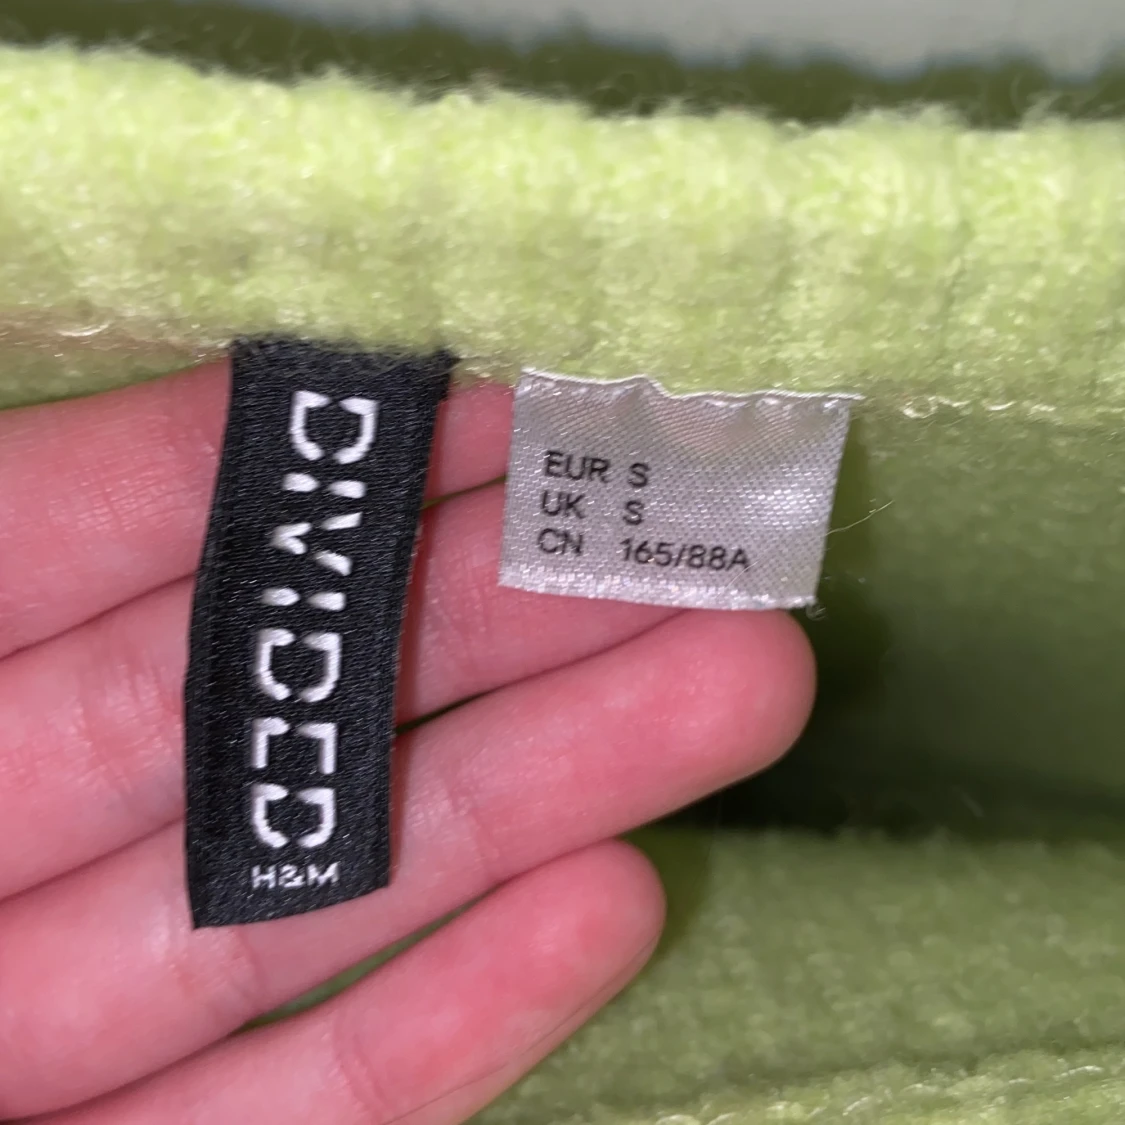 DIVIDED
H&M
EUR S
UK S
CN 165/88A